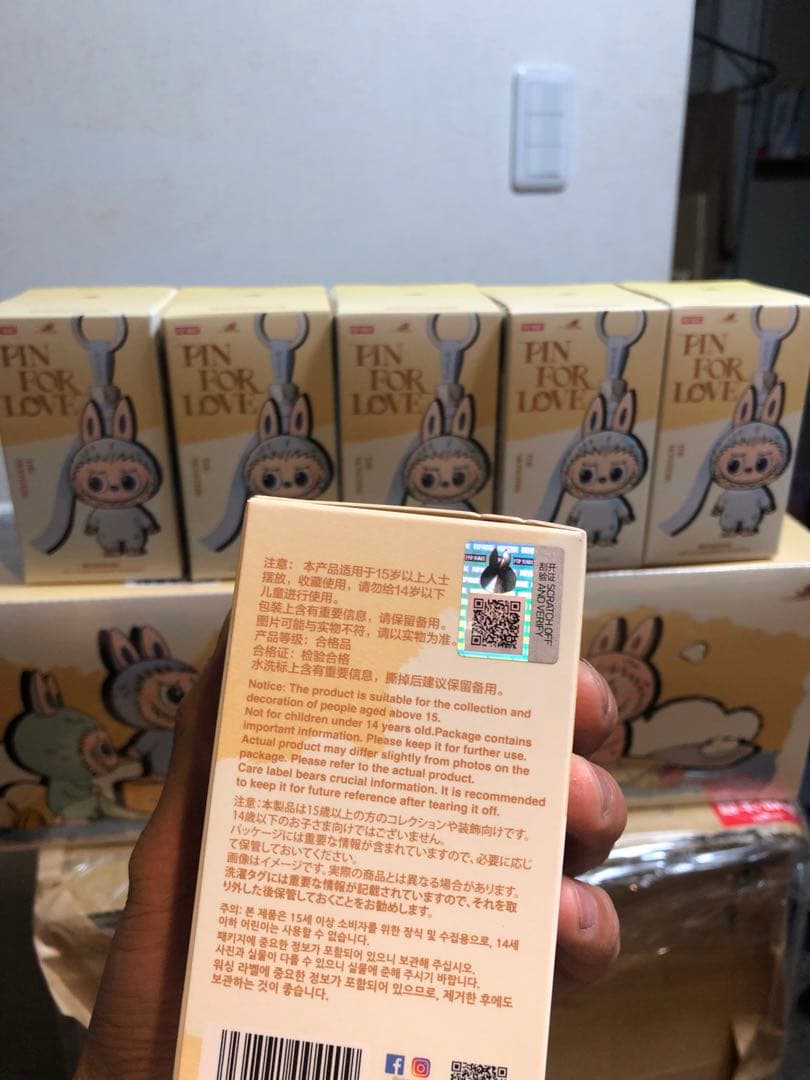 PIN
FOR
LOVE
PIN
FOR
LOVE
PIN
FOR
LOVE
PIN
FOR
LOVE
PIN
FOR
LOVE
注意： 本产品适用于15岁以上人士
摆放，收藏使用，请勿给14岁以下
儿童进行使用。
包装上含有重要信息，请保留备用。
图片可能与实物不符，请以实物为准。
产品等级：合格品
合格证：检验合格
水洗标上含有重要信息，撕掉后建议保留备用。
刮验
SCRATCH OFF
AND VERIFY
Notice: The product is suitable for the collection and
decoration of people aged above 15.
Not for children under 14 years old.Package contains
important information. Please keep it for further use.
Actual product may differ slightly from photos on the
package. Please refer to the actual product.
Care label bears crucial information. It is recommended
to keep it for future reference after tearing it off.
注意：本製品は15歳以上の方のコレクションや装飾向けです。
14歳以下のお子さま向けではございません。
パッケージには重要な情報が含まれていますので、必要に応じ
て保管しておいてください。
画像はイメージです。実際の商品とは異なる場合があります。
洗濯タグには重要な情報が記載されていますので、それを取
り外した後保管しておくことをお勧めします。
주의: 본 제품은 15세 이상 소비자를 위한 장식 및 수집용으로, 14세
이하 어린이는 사용할 수 없습니다.
패키지에 중요한 정보가 포함되어 있으니 보관해 주십시오.
사진과 실물이 다를 수 있으니 실물에 준해 주시기 바랍니다.
워싱 라벨에 중요한 정보가 포함되어 있으므로, 제거한 후에도
보관하는 것이 좋습니다.